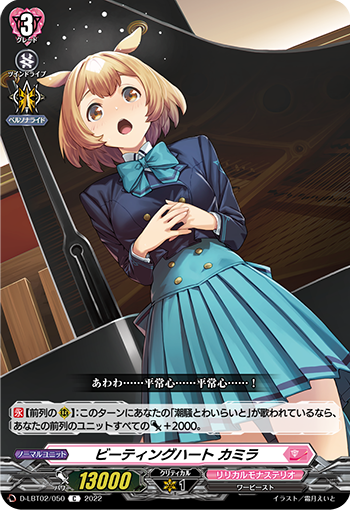 3
グレード
ツインドライブ
ペルソナライド
あわわ……平常心……平常心……!
永【前列の(R)】:このターンにあなたの「潮騒とわいらいと」が歌われているなら、
あなたの前列のユニットすべての+2000。
ノーマルユニット
ビーティングハート カミラ
パワー 13000
クリティカル
1
リリカルモナステリオ
ワービースト
D-LBT02/050 C 2022 イラスト/霜月えいと